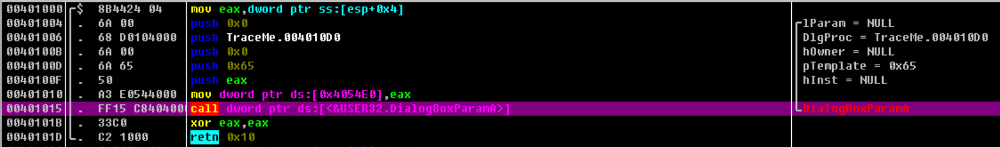 00401000 $ 8B4424 04 mov eax,dword ptr ss:[esp+0x4]
00401004 . 6A 00 push 0x0 lParam = NULL
00401006 . 68 D0104000 push TraceMe.004010D0 DlgProc = TraceMe.004010D0
0040100B . 6A 00 push 0x0 hOwner = NULL
0040100D . 6A 65 push 0x65 pTemplate = 0x65
0040100F . 50 push eax hInst = NULL
00401010 . A3 E0544000 mov dword ptr ds:[0x4054E0],eax
00401015 . FF15 C840400 call dword ptr ds:[<&USER32.DialogBoxParamA>] DialogBoxParamA
0040101B . 33C0 xor eax,eax
0040101D . C2 1000 retn 0x10